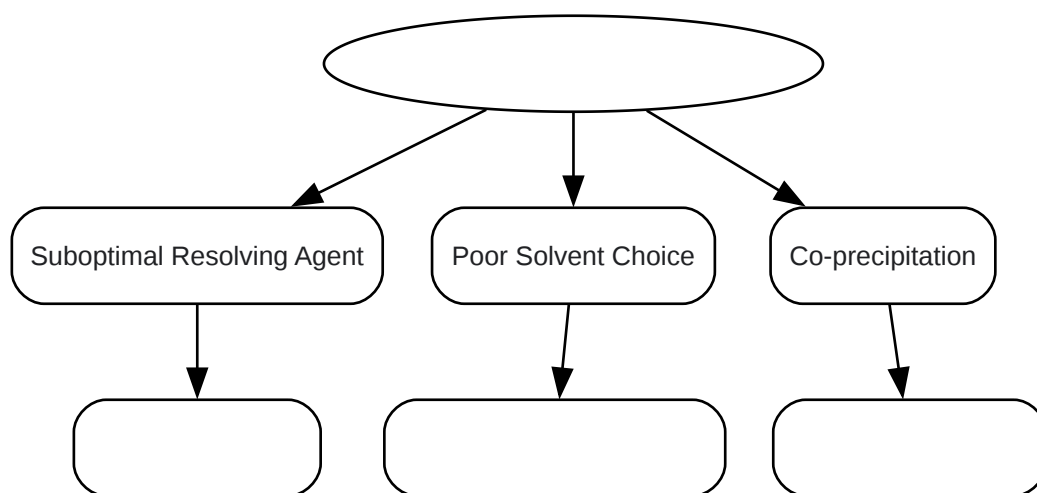 Suboptimal Resolving Agent
Poor Solvent Choice
Co-precipitation